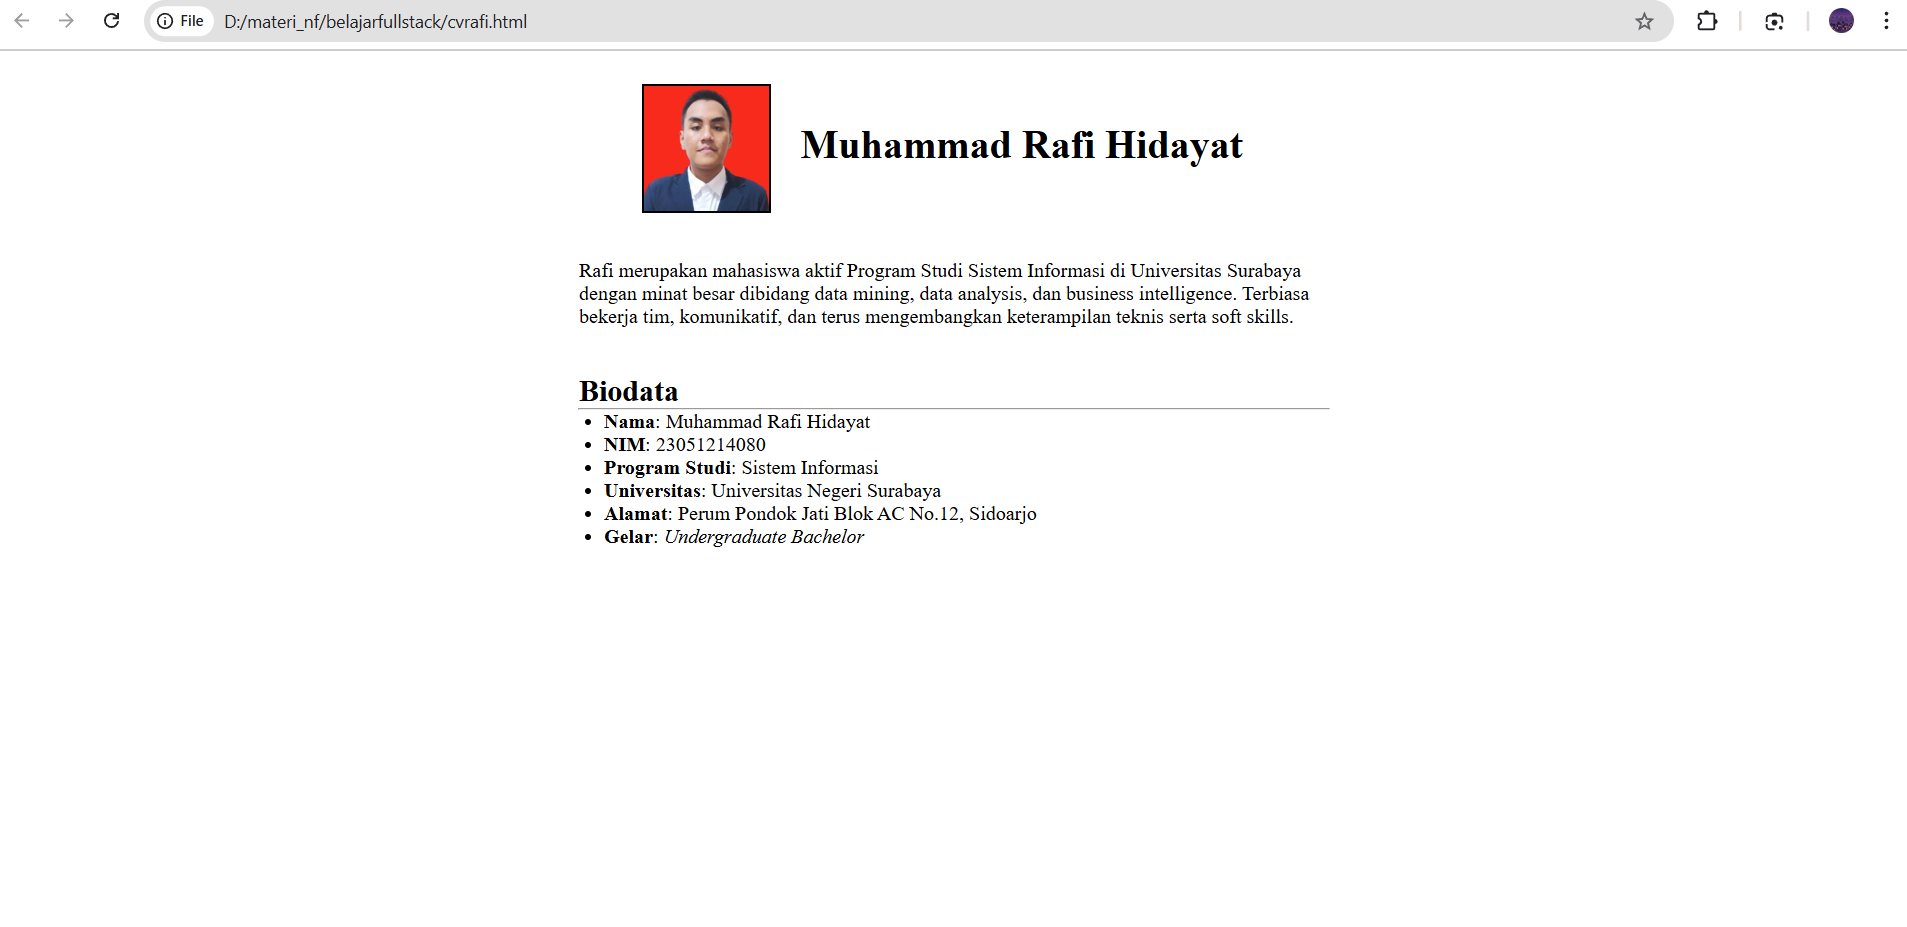 File D:/materi_nf/belajarfullstack/cvrafi.html
Muhammad Rafi Hidayat
Rafi merupakan mahasiswa aktif Program Studi Sistem Informasi di Universitas Surabaya
dengan minat besar dibidang data mining, data analysis, dan business intelligence. Terbiasa
bekerja tim, komunikatif, dan terus mengembangkan keterampilan teknis serta soft skills.
Biodata
• Nama: Muhammad Rafi Hidayat
• NIM: 23051214080
• Program Studi: Sistem Informasi
• Universitas: Universitas Negeri Surabaya
• Alamat: Perum Pondok Jati Blok AC No.12, Sidoarjo
• Gelar: Undergraduate Bachelor